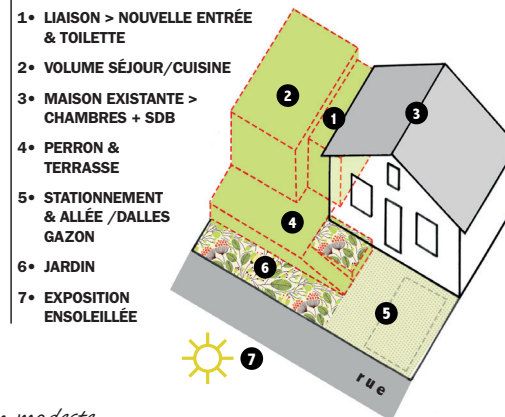 1• LIAISON > NOUVELLE ENTRÉE
& TOILETTE
2• VOLUME SÉJOUR/CUISINE
3• MAISON EXISTANTE >
CHAMBRES + SDB
4• PERRON &
TERRASSE
5• STATIONNEMENT
& ALLÉE /DALLES
GAZON
6• JARDIN
7• EXPOSITION
ENSOLEILLÉE
2
1
3
4
6
5
7
rue
modeste